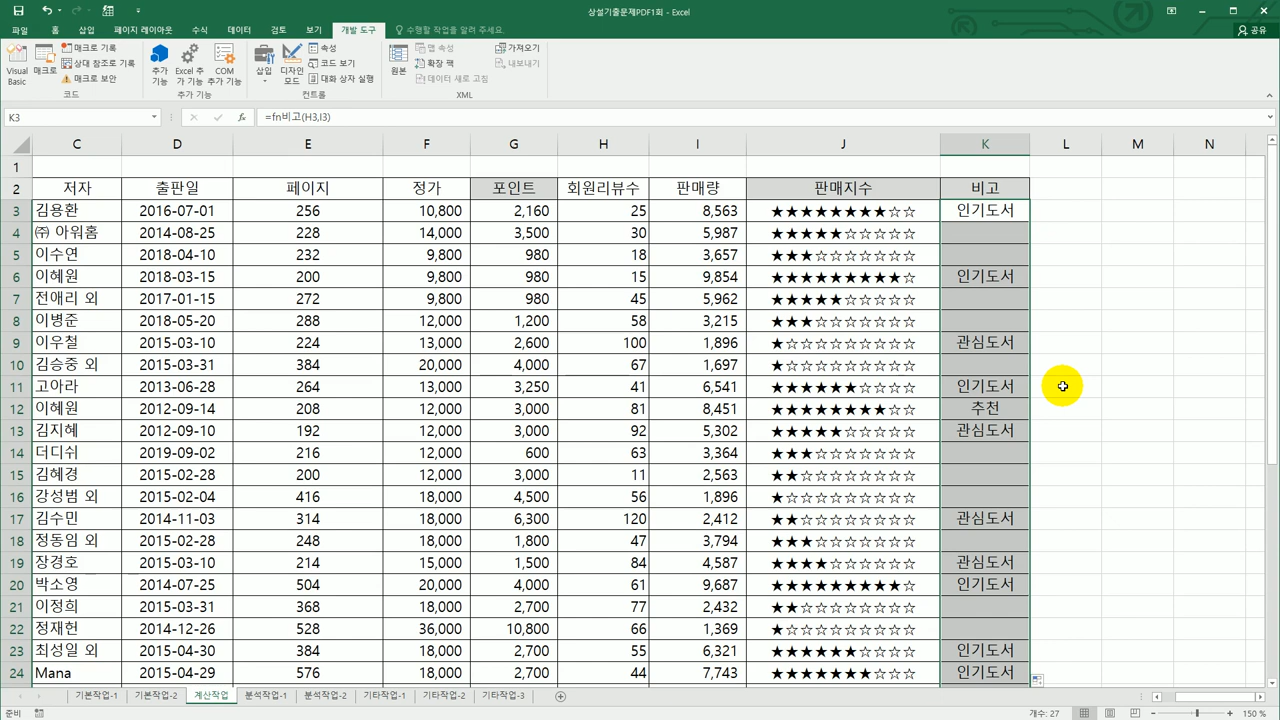 상설기출문제PDF1회 - Excel
파일 홈 삽입 페이지 레이아웃 수식 데이터 검토 보기 개발 도구 수행할 작업을 알려 주세요. 공유
Visual Basic 매크로 매크로 기록 상대 참조로 기록 매크로 보안 코드
추가 기능 Excel 추가 기능 COM 추가 기능 추가 기능
삽입 디자인 모드 속성 코드 보기 대화 상자 실행 컨트롤
원본 맵 속성 확장 팩 데이터 새로 고침 가져오기 내보내기 XML
K3 fx =fn비고(H3,I3)
C D E F G H I J K L M N
1
2 저자 출판일 페이지 정가 포인트 회원리뷰수 판매량 판매지수 비고
3 김용환 2016-07-01 256 10,800 2,160 25 8,563 ★★★★★★★★☆☆ 인기도서
4 ㈜ 아워홈 2014-08-25 228 14,000 3,500 30 5,987 ★★★★★☆☆☆☆☆
5 이수연 2018-04-10 232 9,800 980 18 3,657 ★★★☆☆☆☆☆☆☆
6 이혜원 2018-03-15 200 9,800 980 15 9,854 ★★★★★★★★★☆ 인기도서
7 전애리 외 2017-01-15 272 9,800 980 45 5,962 ★★★★★☆☆☆☆☆
8 이병준 2018-05-20 288 12,000 1,200 58 3,215 ★★★☆☆☆☆☆☆☆
9 이우철 2015-03-10 224 13,000 2,600 100 1,896 ★☆☆☆☆☆☆☆☆☆ 관심도서
10 김승중 외 2015-03-31 384 20,000 4,000 67 1,697 ★☆☆☆☆☆☆☆☆☆
11 고아라 2013-06-28 264 13,000 3,250 41 6,541 ★★★★★★☆☆☆☆ 인기도서
12 이혜원 2012-09-14 208 12,000 3,000 81 8,451 ★★★★★★★★☆☆ 추천
13 김지혜 2012-09-10 192 12,000 3,000 92 5,302 ★★★★★☆☆☆☆☆ 관심도서
14 더디쉬 2019-09-02 216 12,000 600 63 3,364 ★★★☆☆☆☆☆☆☆
15 김혜경 2015-02-28 200 12,000 3,000 11 2,563 ★★☆☆☆☆☆☆☆☆
16 강성범 외 2015-02-04 416 18,000 4,500 56 1,896 ★☆☆☆☆☆☆☆☆☆
17 김수민 2014-11-03 314 18,000 6,300 120 2,412 ★★☆☆☆☆☆☆☆☆ 관심도서
18 정동임 외 2015-02-28 248 18,000 1,800 47 3,794 ★★★☆☆☆☆☆☆☆
19 장경호 2015-03-10 214 15,000 1,500 84 4,587 ★★★★☆☆☆☆☆☆ 관심도서
20 박소영 2014-07-25 504 20,000 4,000 61 9,687 ★★★★★★★★★☆ 인기도서
21 이정희 2015-03-31 368 18,000 2,700 77 2,432 ★★☆☆☆☆☆☆☆☆
22 정재헌 2014-12-26 528 36,000 10,800 66 1,369 ★☆☆☆☆☆☆☆☆☆
23 최성일 외 2015-04-30 384 18,000 2,700 55 6,321 ★★★★★★☆☆☆☆ 인기도서
24 Mana 2015-04-29 576 18,000 2,700 44 7,743 ★★★★★★★☆☆☆ 인기도서
기본작업-1 기본작업-2 계산작업 분석작업-1 분석작업-2 기타작업-1 기타작업-2 기타작업-3
준비 개수: 27 150 %